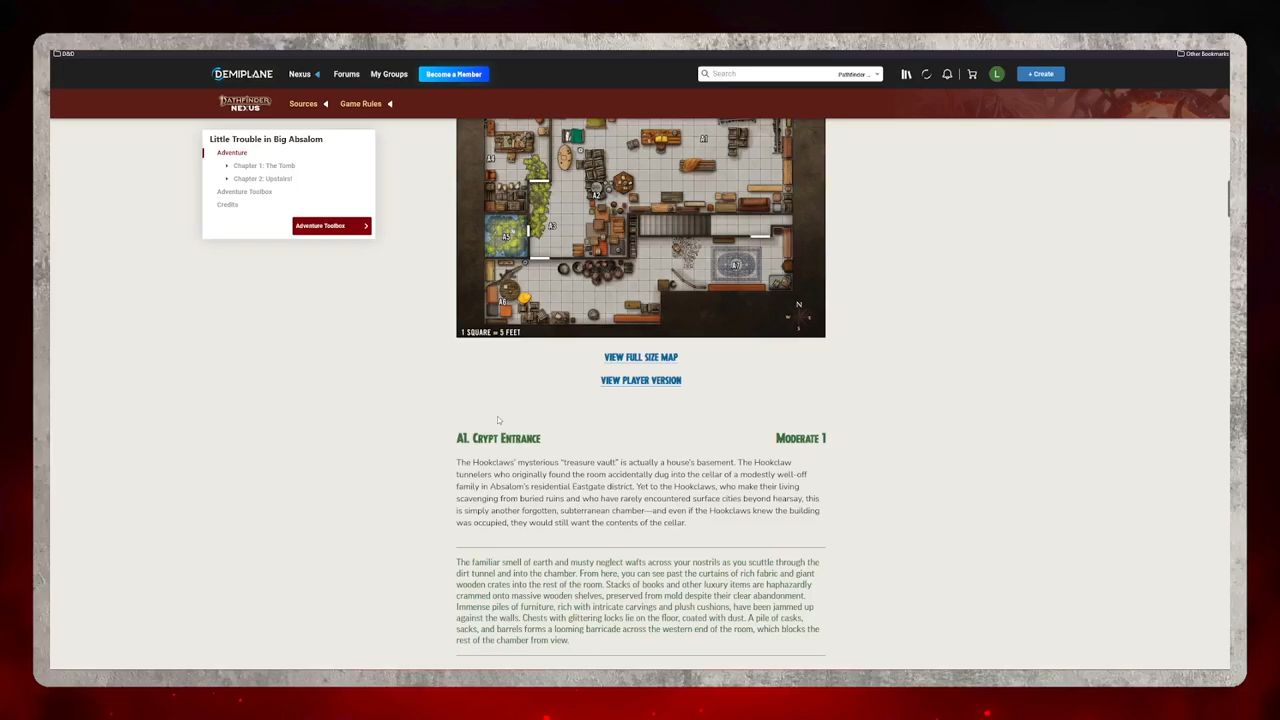 D&D
Other Bookmarks
DEMIPLANE
Nexus
Forums
My Groups
Become a Member
Search
Pathfinder ...
L
+ Create
PATHFINDER NEXUS
Sources
Game Rules
Little Trouble in Big Absalom
Adventure
Chapter 1: The Tomb
Chapter 2: Upstairs!
Adventure Toolbox
Credits
Adventure Toolbox
A1
A4
A2
A3
A5
A7
A6
N
W
E
S
1 SQUARE = 5 FEET
VIEW FULL SIZE MAP
VIEW PLAYER VERSION
A1. CRYPT ENTRANCE
MODERATE 1
The Hookclaws' mysterious "treasure vault" is actually a house's basement. The Hookclaw
tunnelers who originally found the room accidentally dug into the cellar of a modestly well-off
family in Absalom's residential Eastgate district. Yet to the Hookclaws, who make their living
scavenging from buried ruins and who have rarely encountered surface cities beyond hearsay, this
is simply another forgotten, subterranean chamber—and even if the Hookclaws knew the building
was occupied, they would still want the contents of the cellar.
The familiar smell of earth and musty neglect wafts across your nostrils as you scuttle through the
dirt tunnel and into the chamber. From here, you can see past the curtains of rich fabric and giant
wooden crates into the rest of the room. Stacks of books and other luxury items are haphazardly
crammed onto massive wooden shelves, preserved from mold despite their clear abandonment.
Immense piles of furniture, rich with intricate carvings and plush cushions, have been jammed up
against the walls. Chests with glittering locks lie on the floor, coated with dust. A pile of casks,
sacks, and barrels forms a looming barricade across the western end of the room, which blocks the
rest of the chamber from view.